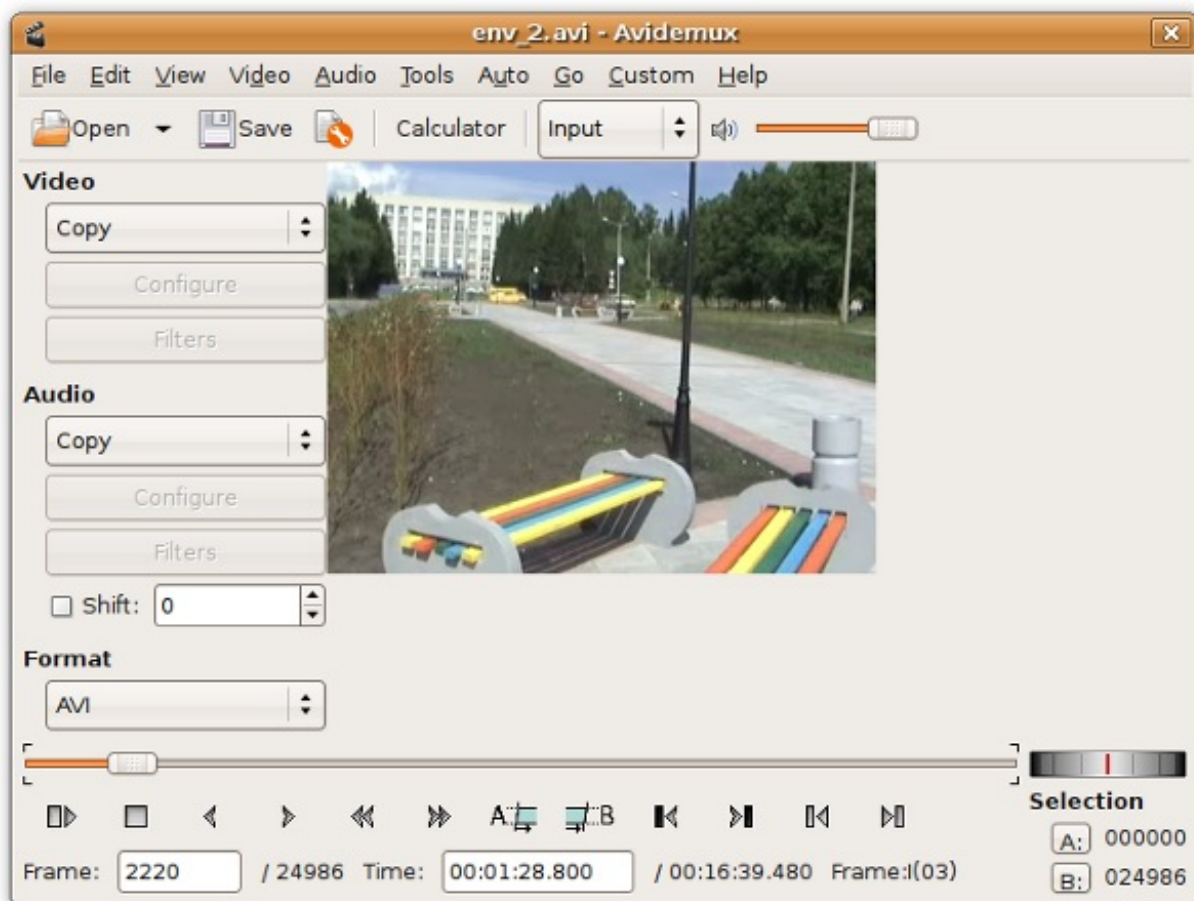 env_2.avi - Avidemux
File Edit View Video Audio Tools Auto Go Custom Help
Open Save Calculator Input
Video
Copy
Configure
Filters
Audio
Copy
Configure
Filters
Shift: 0
Format
AVI
A B
Selection
A: 000000
Frame: 2220 / 24986 Time: 00:01:28.800 / 00:16:39.480 Frame:I(03)
B: 024986